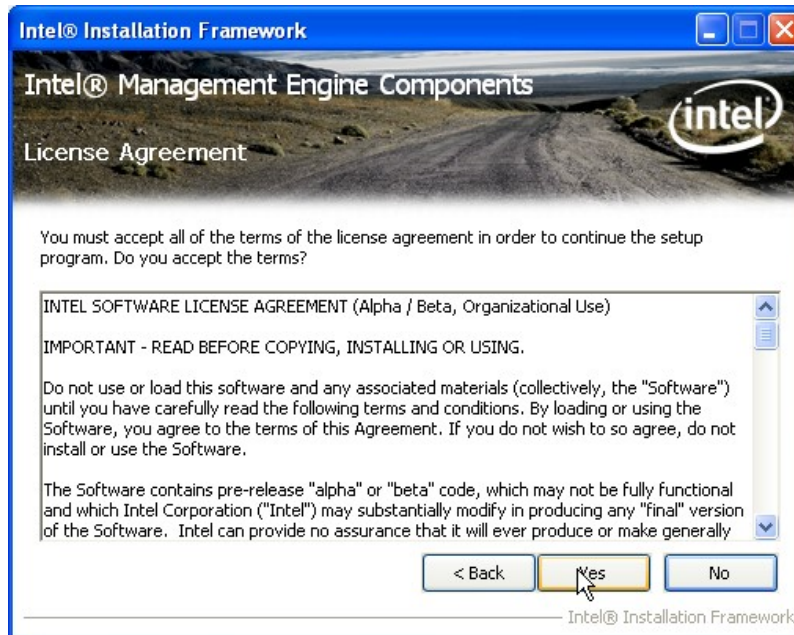 Intel® Installation Framework
Intel® Management Engine Components
intel
License Agreement
You must accept all of the terms of the license agreement in order to continue the setup
program. Do you accept the terms?
INTEL SOFTWARE LICENSE AGREEMENT (Alpha / Beta, Organizational Use)
IMPORTANT - READ BEFORE COPYING, INSTALLING OR USING.
Do not use or load this software and any associated materials (collectively, the "Software")
until you have carefully read the following terms and conditions. By loading or using the
Software, you agree to the terms of this Agreement. If you do not wish to so agree, do not
install or use the Software.
The Software contains pre-release "alpha" or "beta" code, which may not be fully functional
and which Intel Corporation ("Intel") may substantially modify in producing any "final" version
of the Software.  Intel can provide no assurance that it will ever produce or make generally
< Back
Yes
No
Intel® Installation Framework